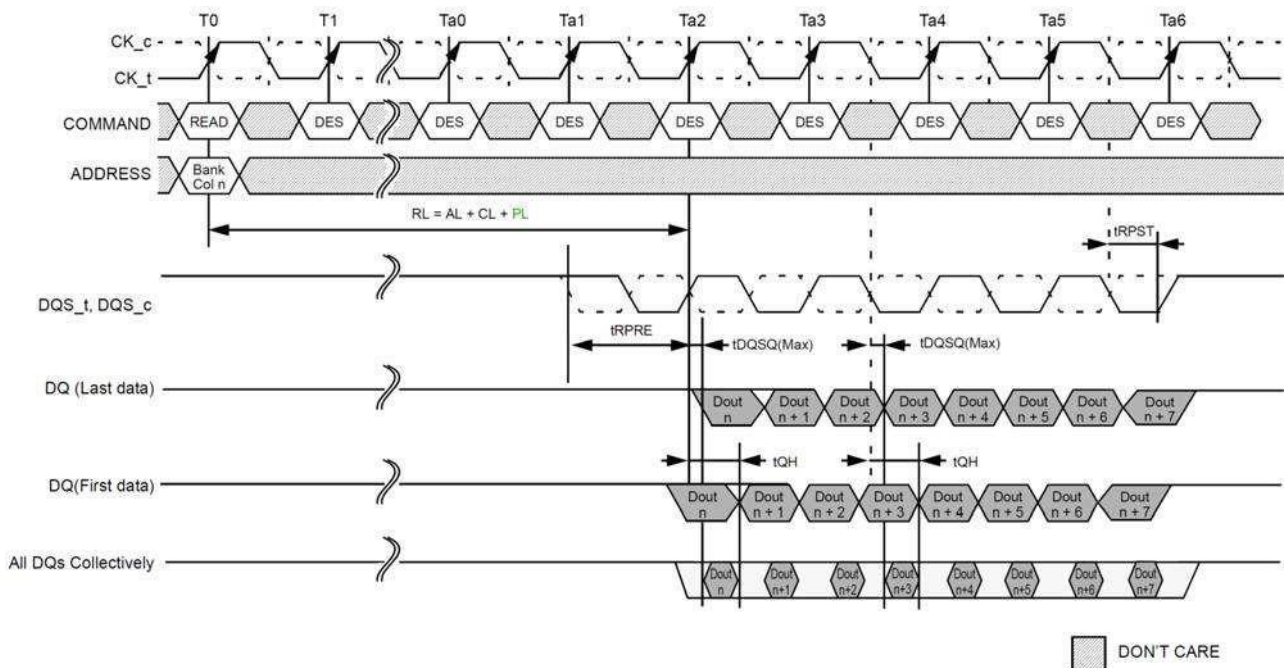 T0 T1 Ta0 Ta1 Ta2 Ta3 Ta4 Ta5 Ta6
CK_c
CK_t
COMMAND READ DES DES DES DES DES DES DES DES
ADDRESS Bank
Col n
RL = AL + CL + PL
tRPST
DQS_t, DQS_c
tRPRE tDQSQ(Max) tDQSQ(Max)
DQ (Last data)
Dout Dout Dout Dout Dout Dout Dout Dout
n n + 1 n + 2 n + 3 n + 4 n + 5 n + 6 n + 7
tQH tQH
DQ(First data)
Dout Dout Dout Dout Dout Dout Dout Dout
n n + 1 n + 2 n + 3 n + 4 n + 5 n + 6 n + 7
All DQs Collectively
Dout Dout Dout Dout Dout Dout Dout Dout
n n+1 n+2 n+3 n+4 n+5 n+6 n+7
DON'T CARE